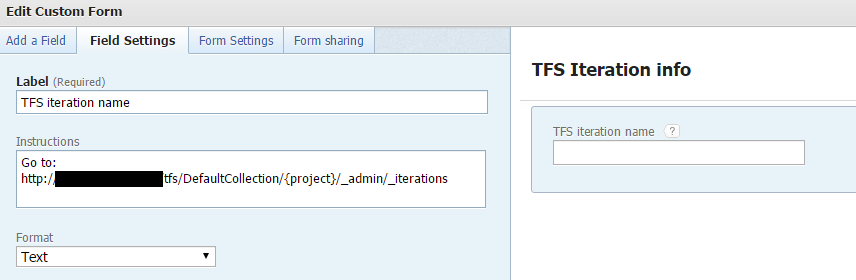 Edit Custom Form
Add a Field
Field Settings
Form Settings
Form sharing
Label (Required)
TFS iteration name
Instructions
Go to:
http:// tfs/DefaultCollection/{project}/_admin/_iterations
Format
Text
TFS Iteration info
TFS iteration name ?